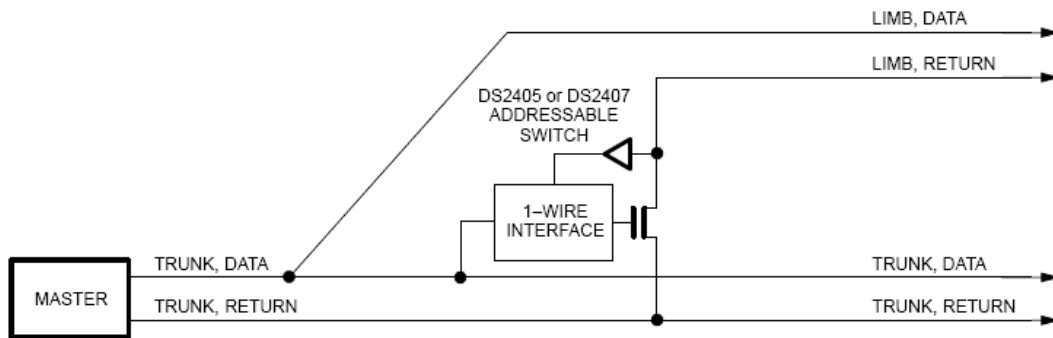 LIMB, DATA
LIMB, RETURN
DS2405 or DS2407
ADDRESSABLE
SWITCH
1–WIRE
INTERFACE
TRUNK, DATA
TRUNK, DATA
MASTER
TRUNK, RETURN
TRUNK, RETURN